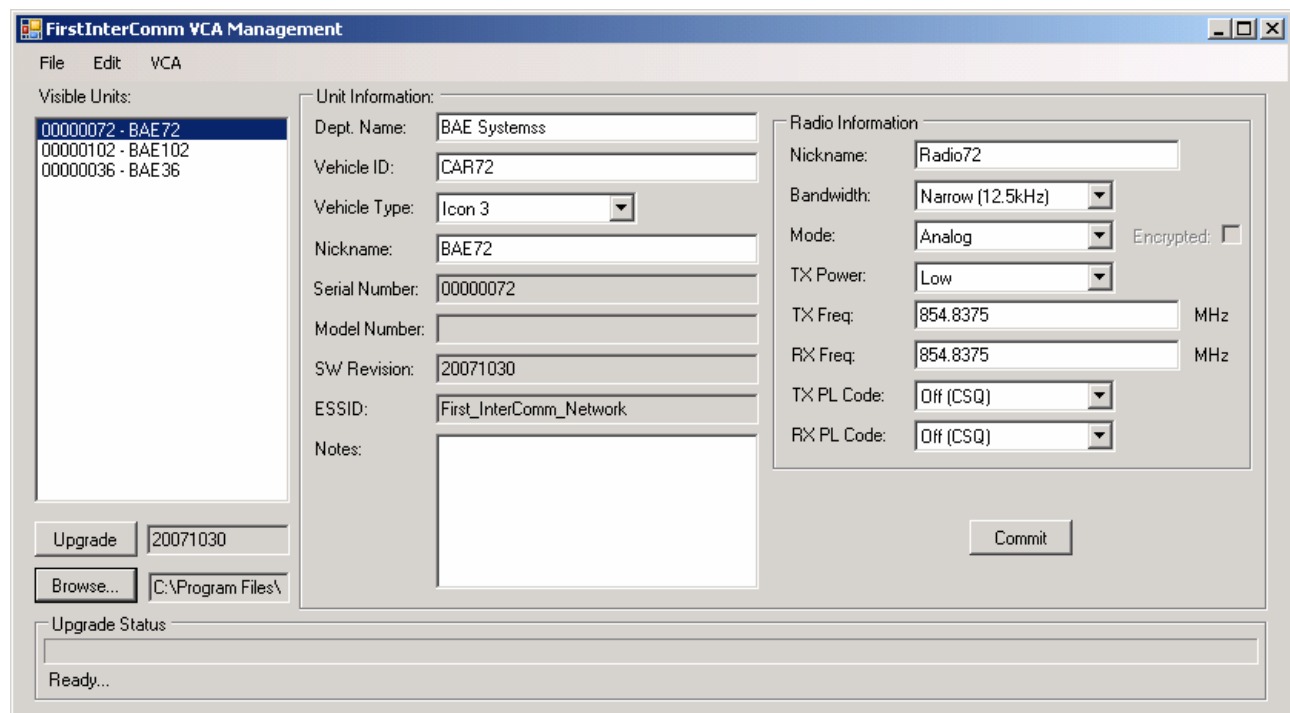 FirstInterComm VCA Management
File Edit VCA
Visible Units:
00000072 - BAE72
00000102 - BAE102
00000036 - BAE36
Upgrade 20071030
Browse... C:\Program Files\
Unit Information:
Dept. Name: BAE Systemss
Vehicle ID: CAR72
Vehicle Type: Icon 3
Nickname: BAE72
Serial Number: 00000072
Model Number:
SW Revision: 20071030
ESSID: First_InterComm_Network
Notes:
Radio Information
Nickname: Radio72
Bandwidth: Narrow (12.5kHz)
Mode: Analog Encrypted:
TX Power: Low
TX Freq: 854.8375 MHz
RX Freq: 854.8375 MHz
TX PL Code: Off (CSQ)
RX PL Code: Off (CSQ)
Commit
Upgrade Status
Ready...